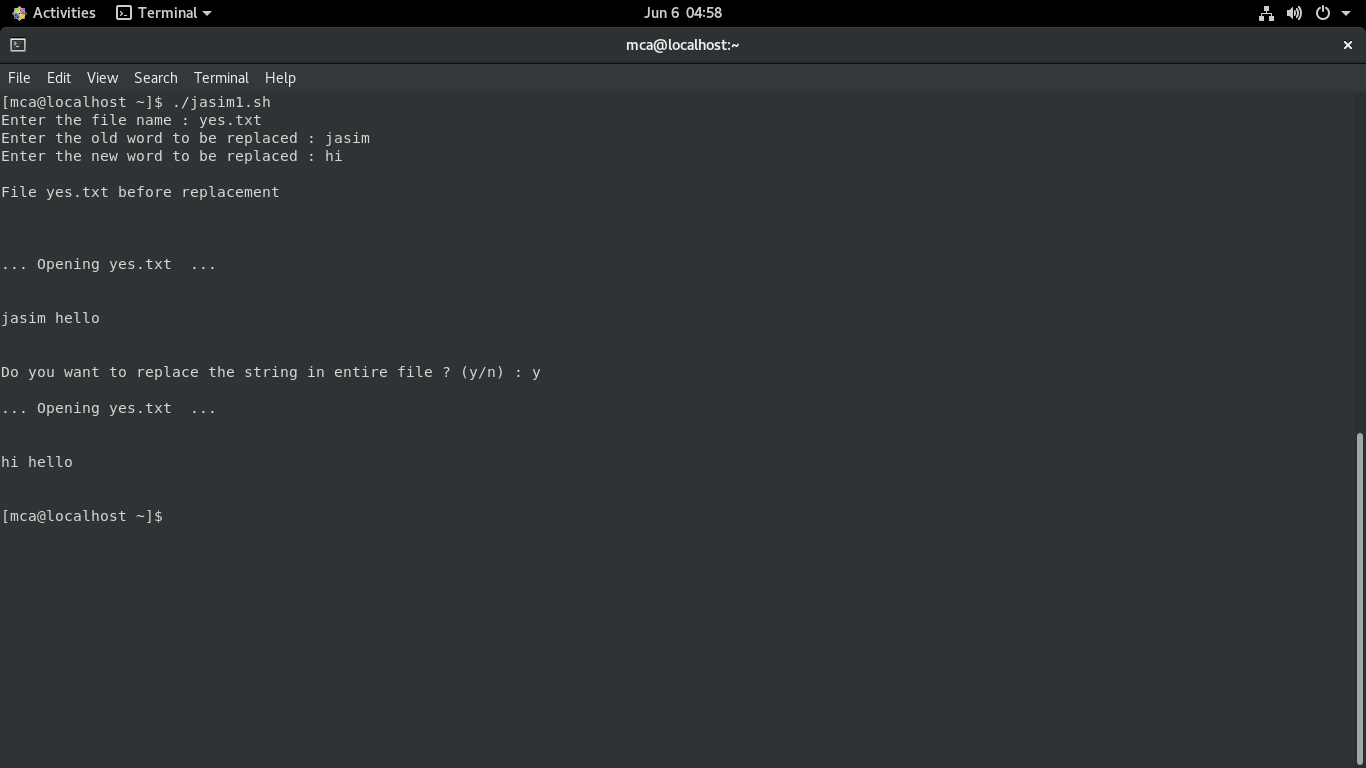 Activities Terminal Jun 6 04:58
mca@localhost:~
File Edit View Search Terminal Help
[mca@localhost ~]$ ./jasim1.sh
Enter the file name : yes.txt
Enter the old word to be replaced : jasim
Enter the new word to be replaced : hi
File yes.txt before replacement
... Opening yes.txt  ...
jasim hello
Do you want to replace the string in entire file ? (y/n) : y
... Opening yes.txt  ...
hi hello
[mca@localhost ~]$